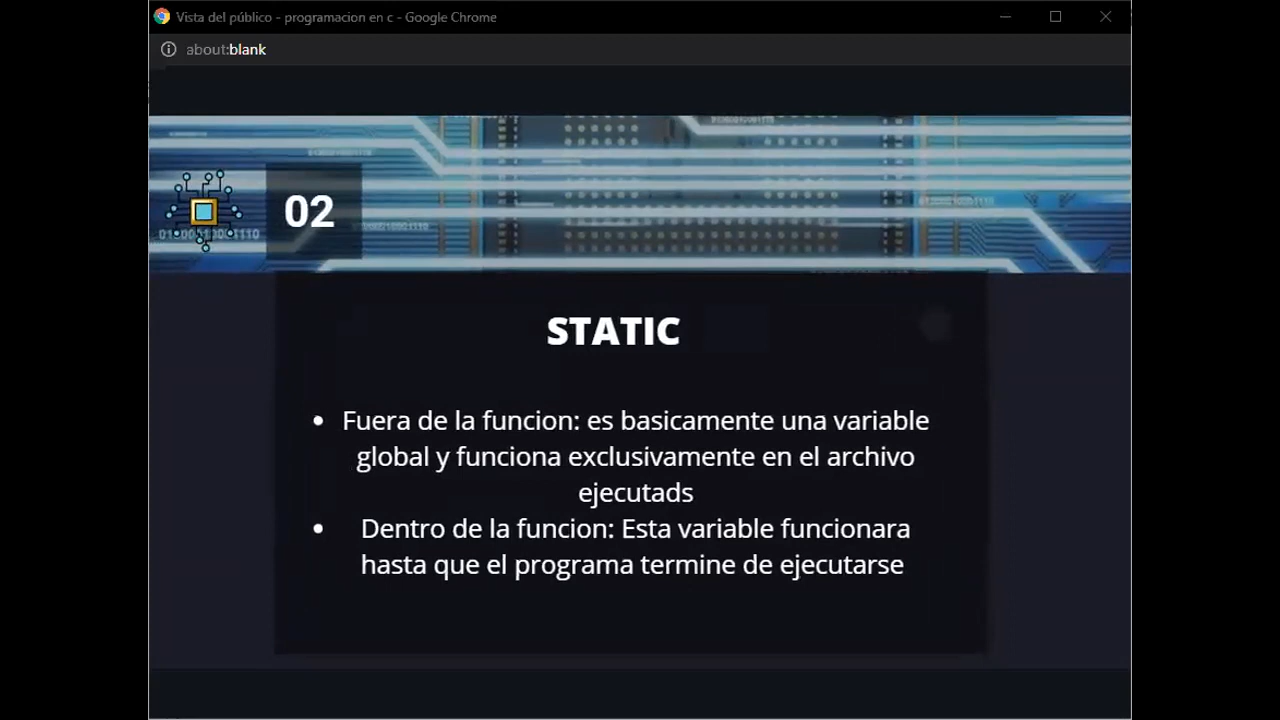 Vista del público - programacion en c - Google Chrome
about:blank
02
STATIC
• Fuera de la funcion: es basicamente una variable
global y funciona exclusivamente en el archivo
ejecutads
• Dentro de la funcion: Esta variable funcionara
hasta que el programa termine de ejecutarse